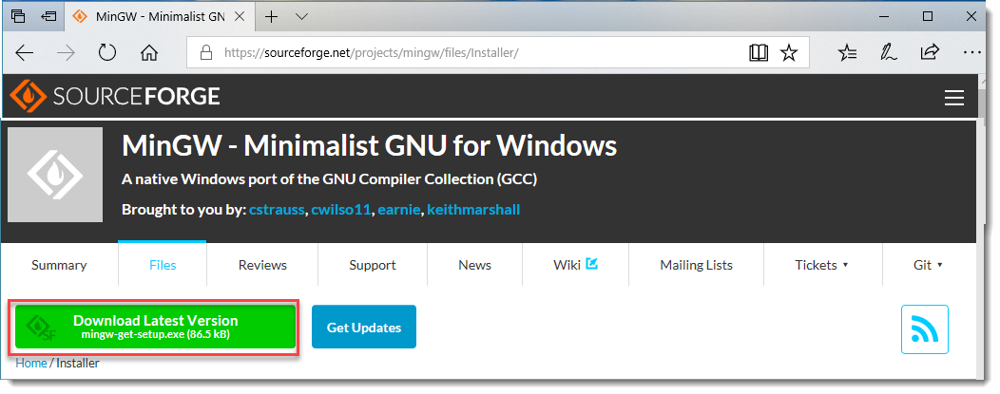 MinGW - Minimalist GN
https://sourceforge.net/projects/mingw/files/Installer/
SOURCEFORGE
MinGW - Minimalist GNU for Windows
A native Windows port of the GNU Compiler Collection (GCC)
Brought to you by: cstrauss, cwilso11, earnie, keithmarshall
Summary Files Reviews Support News Wiki Mailing Lists Tickets Git
Download Latest Version
SF mingw-get-setup.exe (86.5 kB)
Get Updates
Home / Installer